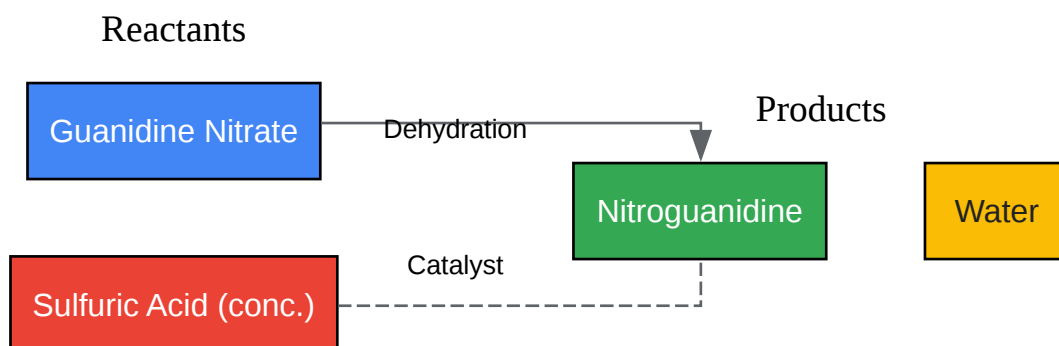 Reactants
Guanidine Nitrate
Dehydration
Products
Nitroguanidine
Water
Catalyst
Sulfuric Acid (conc.)